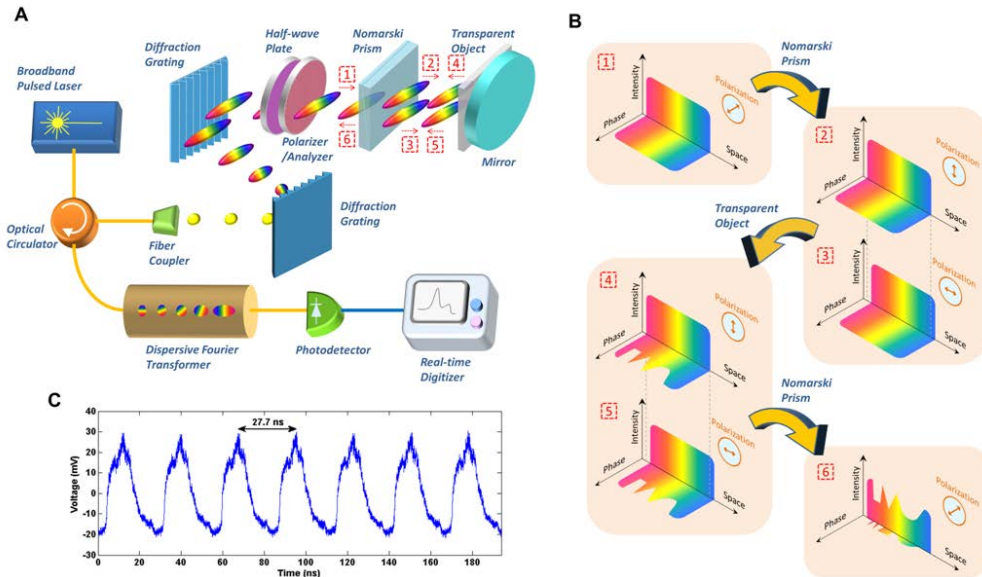 A
Broadband
Pulsed Laser
Diffraction
Grating
Half-wave
Plate
Nomarski
Prism
Transparent
Object
1
2
4
6
3
5
Polarizer
/Analyzer
Mirror
Optical
Circulator
Fiber
Coupler
Diffraction
Grating
Dispersive Fourier
Transformer
Photodetector
Real-time
Digitizer
B
1
Intensity
Phase
Space
Polarization
Nomarski
Prism
2
Intensity
Phase
Space
Polarization
3
Intensity
Phase
Space
Polarization
Transparent
Object
4
Intensity
Phase
Space
Polarization
5
Intensity
Phase
Space
Polarization
Nomarski
Prism
6
Intensity
Phase
Space
Polarization
C
27.7 ns
Voltage (mV)
40
30
20
10
0
-10
-20
-30
0 20 40 60 80 100 120 140 160 180
Time (ns)